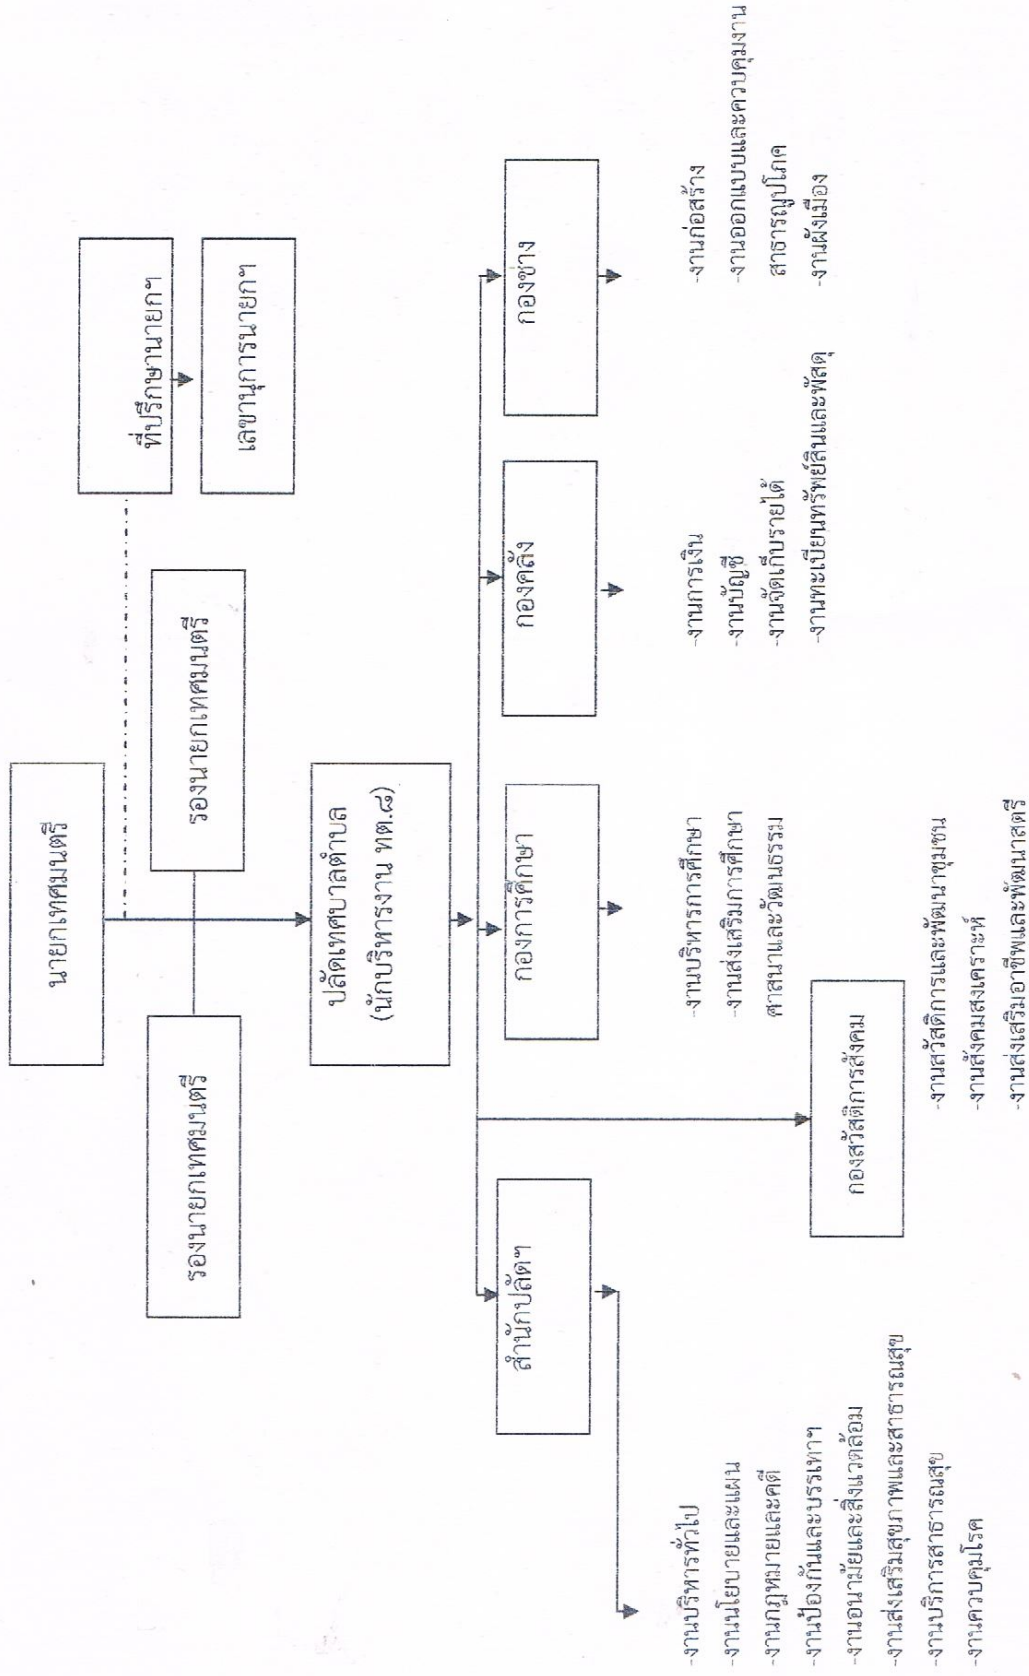 นายกเทศมนตรี
ที่ปรึกษานายกฯ
เลขานุการนายกฯ
รองนายกเทศมนตรี
รองนายกเทศมนตรี
ปลัดเทศบาลตำบล
(นักบริหารงาน ทต.๘)
สำนักปลัดฯ
กองการศึกษา
กองคลัง
กองช่าง
-งานบริหารทั่วไป
-งานนโยบายและแผน
-งานกฎหมายและคดี
-งานป้องกันและบรรเทาฯ
-งานอนามัยและสิ่งแวดล้อม
-งานส่งเสริมสุขภาพและสาธารณสุข
-งานบริการสาธารณสุข
-งานควบคุมโรค
-งานบริหารการศึกษา
-งานส่งเสริมการศึกษา
ศาสนาและวัฒนธรรม
-งานการเงิน
-งานบัญชี
-งานจัดเก็บรายได้
-งานทะเบียนทรัพย์สินและพัสดุ
-งานก่อสร้าง
-งานออกแบบและควบคุมงาน
สาธารณูปโภค
-งานผังเมือง
กองสวัสดิการสังคม
-งานสวัสดิการและพัฒนาชุมชน
-งานสังคมสงเคราะห์
-งานส่งเสริมอาชีพและพัฒนาสตรี